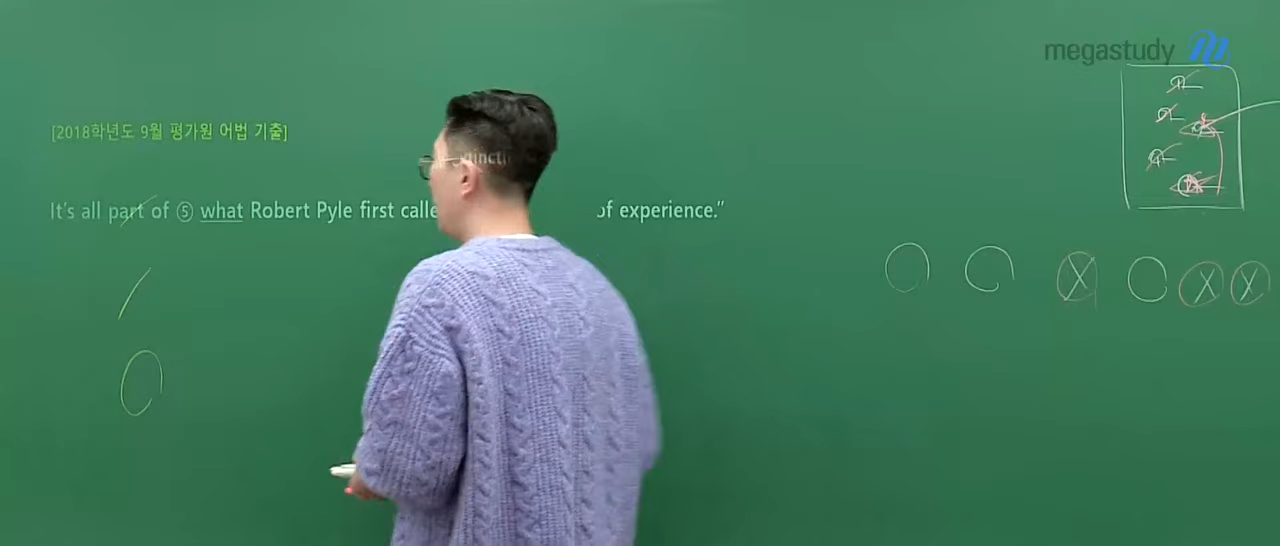 megastudy
[2018학년도 9월 평가원 어법 기출]
It's all part of ⑤ what Robert Pyle first calle of experience."